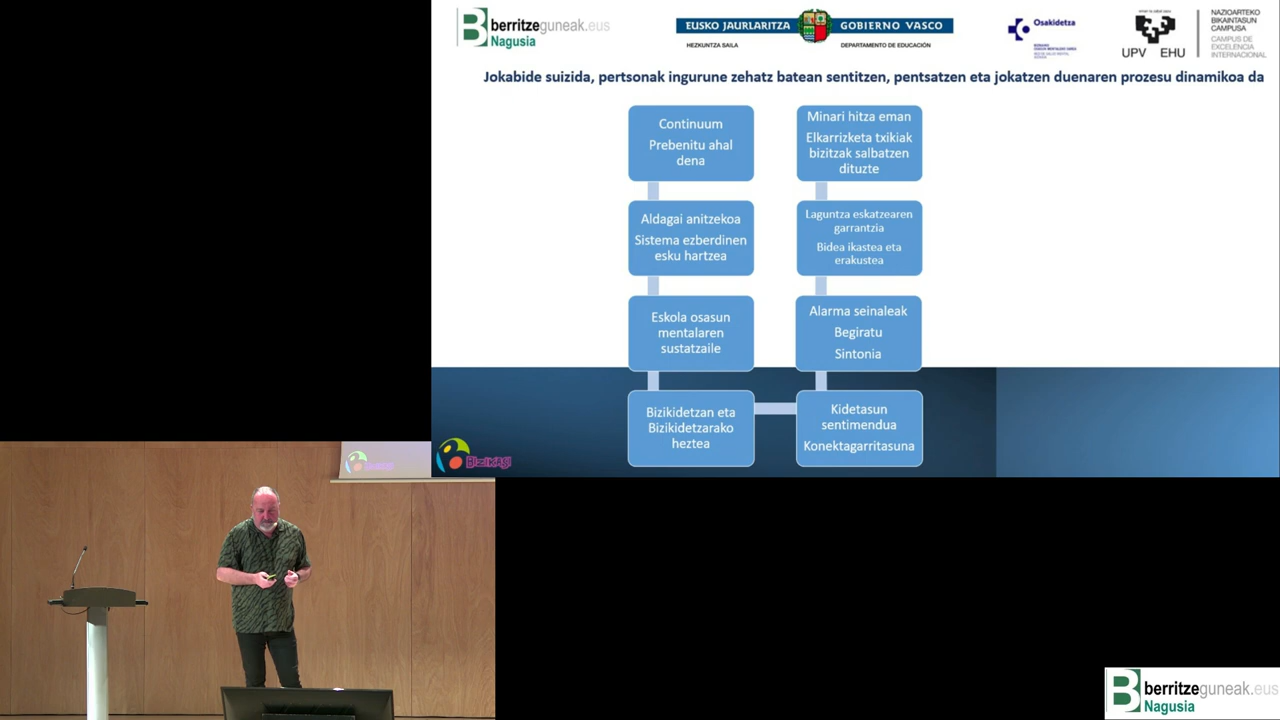 berritzeguneak.eus
Nagusia
EUSKO JAURLARITZA
GOBIERNO VASCO
HEZKUNTZA SAILA
DEPARTAMENTO DE EDUCACIÓN
Osakidetza
UPV EHU
NAZIOARTEKO
BIKAINTASUN
CAMPUSA
CAMPUS DE
EXCELENCIA
INTERNACIONAL
Jokabide suizida, pertsonak ingurune zehatz batean sentitzen, pentsatzen eta jokatzen duenaren prozesu dinamikoa da
Continuum
Prebenitu ahal
dena
Aldagai anitzekoa
Sistema ezberdinen
esku hartzea
Eskola osasun
mentalaren
sustatzaile
Bizikidetzan eta
Bizikidetzarako
heztea
Minari hitza eman
Elkarrizketa txikiak
bizitzak salbatzen
dituzte
Laguntza eskatzearen
garrantzia
Bidea ikastea eta
erakustea
Alarma seinaleak
Begiratu
Sintonia
Kidetasun
sentimendua
Konektagarritasuna
BIZIKASI
berritzeguneak.eus
Nagusia